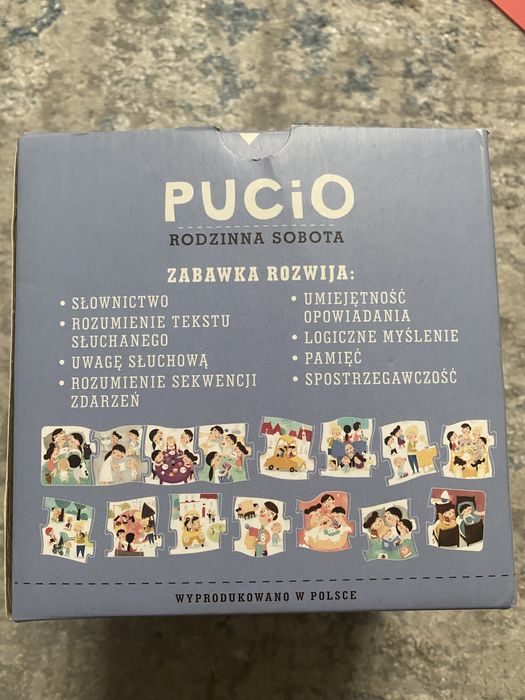 PUCiO
RODZINNA SOBOTA
ZABAWKA ROZWIJA:
• SŁOWNICTWO
• ROZUMIENIE TEKSTU
SŁUCHANEGO
• UWAGĘ SŁUCHOWĄ
• ROZUMIENIE SEKWENCJI
ZDARZEŃ
• UMIEJĘTNOŚĆ
OPOWIADANIA
• LOGICZNE MYŚLENIE
• PAMIĘĆ
• SPOSTRZEGAWCZOŚĆ
WYPRODUKOWANO W POLSCE